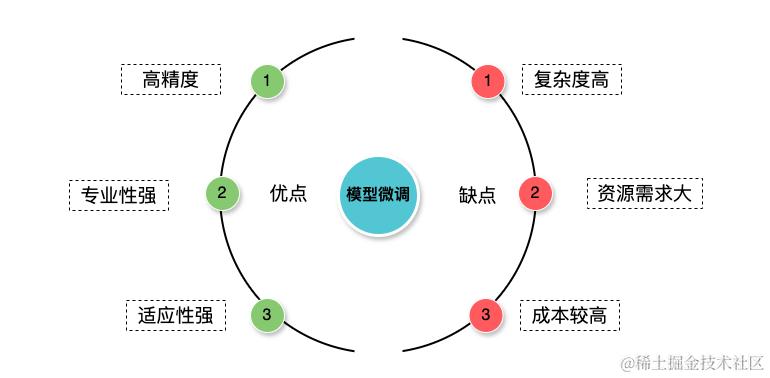 高精度
1
专业性强
2
优点
适应性强
3
模型微调
1
复杂度高
缺点
2
资源需求大
3
成本较高
@稀土掘金技术社区